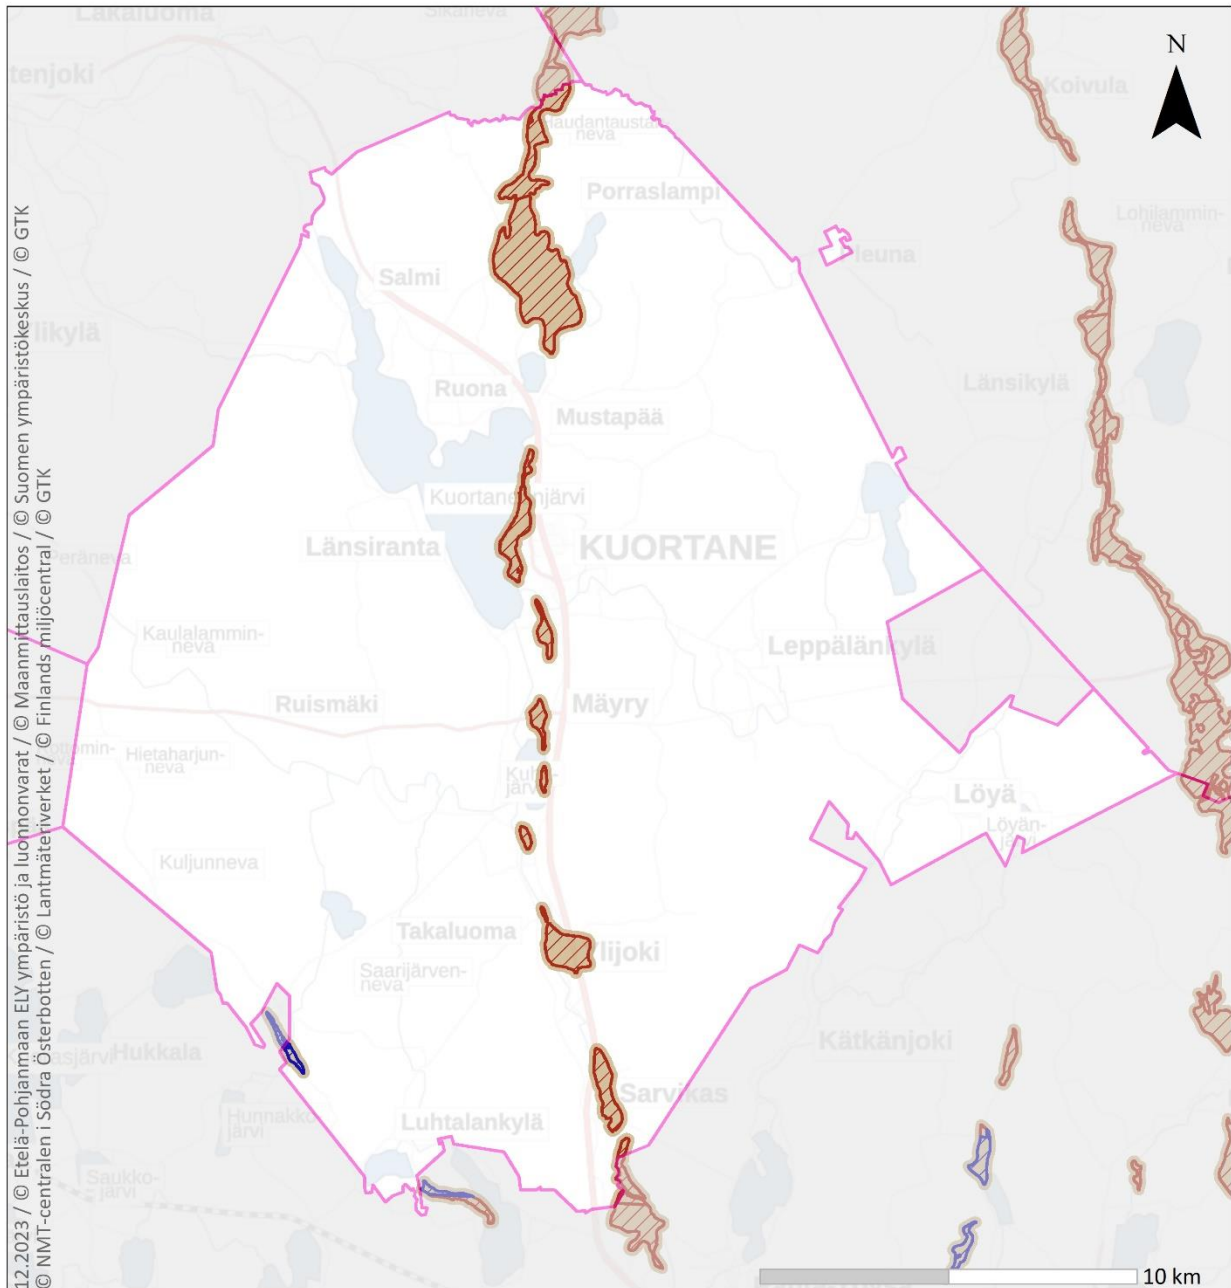 Lakaluoma
Sikaneva
tenjoki
N
Koivula
Haudantausta-
neva
Porraslampi
Lohilammin-
neva
leuna
Salmi
likylä
Länsikylä
Ruona
Mustapää
Kuortaneenjärvi
Länsiranta
KUORTANE
Peräneva
Kaulalammin-
neva
Leppälänkylä
Ruismäki
Mäyry
Hietaharjun-
neva
Löyä
Löyän-
järvi
Kuljunneva
Takaluoma
lijoki
Saarijärven-
neva
Kätkänjoki
Hukkala
Sarvikas
Luhtalankylä
Hunnakko-
järvi
Saukko-
järvi
10 km
12.2023 / © Etelä-Pohjanmaan ELY ympäristö ja luonnonvarat / © Maanmittauslaitos / © Suomen ympäristökeskus / © GTK
© NMT-centralen i Södra Österbotten / © Lantmäteriverket / © Finlands miljöcentral / © GTK